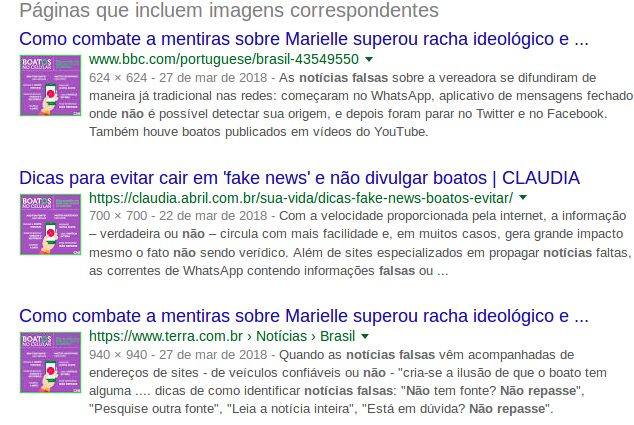 Páginas que incluem imagens correspondentes
Como combate a mentiras sobre Marielle superou racha ideológico e ...
BOATOS
NO CELULAR
www.bbc.com/portuguese/brasil-43549550
624 × 624 - 27 de mar de 2018 - As notícias falsas sobre a vereadora se difundiram de
maneira já tradicional nas redes: começaram no WhatsApp, aplicativo de mensagens fechado
onde não é possível detectar sua origem, e depois foram parar no Twitter e no Facebook.
Também houve boatos publicados em vídeos do YouTube.
Dicas para evitar cair em 'fake news' e não divulgar boatos | CLAUDIA
BOATOS
NO CELULAR
https://claudia.abril.com.br/sua-vida/dicas-fake-news-boatos-evitar/
700 × 700 - 22 de mar de 2018 - Com a velocidade proporcionada pela internet, a informação
– verdadeira ou não – circula com mais facilidade e, em muitos casos, gera grande impacto
mesmo o fato não sendo verídico. Além de sites especializados em propagar notícias faltas,
as correntes de WhatsApp contendo informações falsas ou ...
Como combate a mentiras sobre Marielle superou racha ideológico e ...
BOATOS
NO CELULAR
https://www.terra.com.br › Notícias › Brasil
940 × 940 - 27 de mar de 2018 - Quando as notícias falsas vêm acompanhadas de
endereços de sites - de veículos confiáveis ou não - "cria-se a ilusão de que o boato tem
alguma .... dicas de como identificar notícias falsas: "Não tem fonte? Não repasse",
"Pesquise outra fonte", "Leia a notícia inteira", "Está em dúvida? Não repasse".